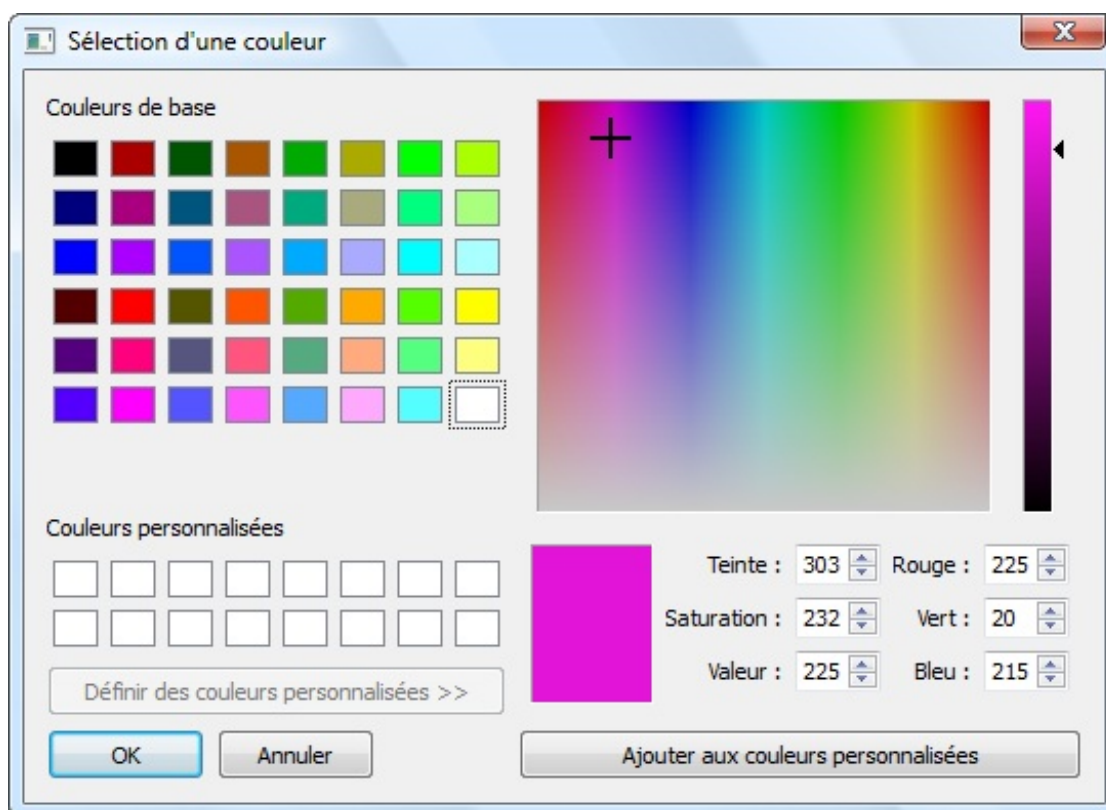 Sélection d'une couleur
Couleurs de base
Couleurs personnalisées
Teinte : 303 Rouge : 225
Saturation : 232 Vert : 20
Valeur : 225 Bleu : 215
Définir des couleurs personnalisées >>
OK Annuler Ajouter aux couleurs personnalisées